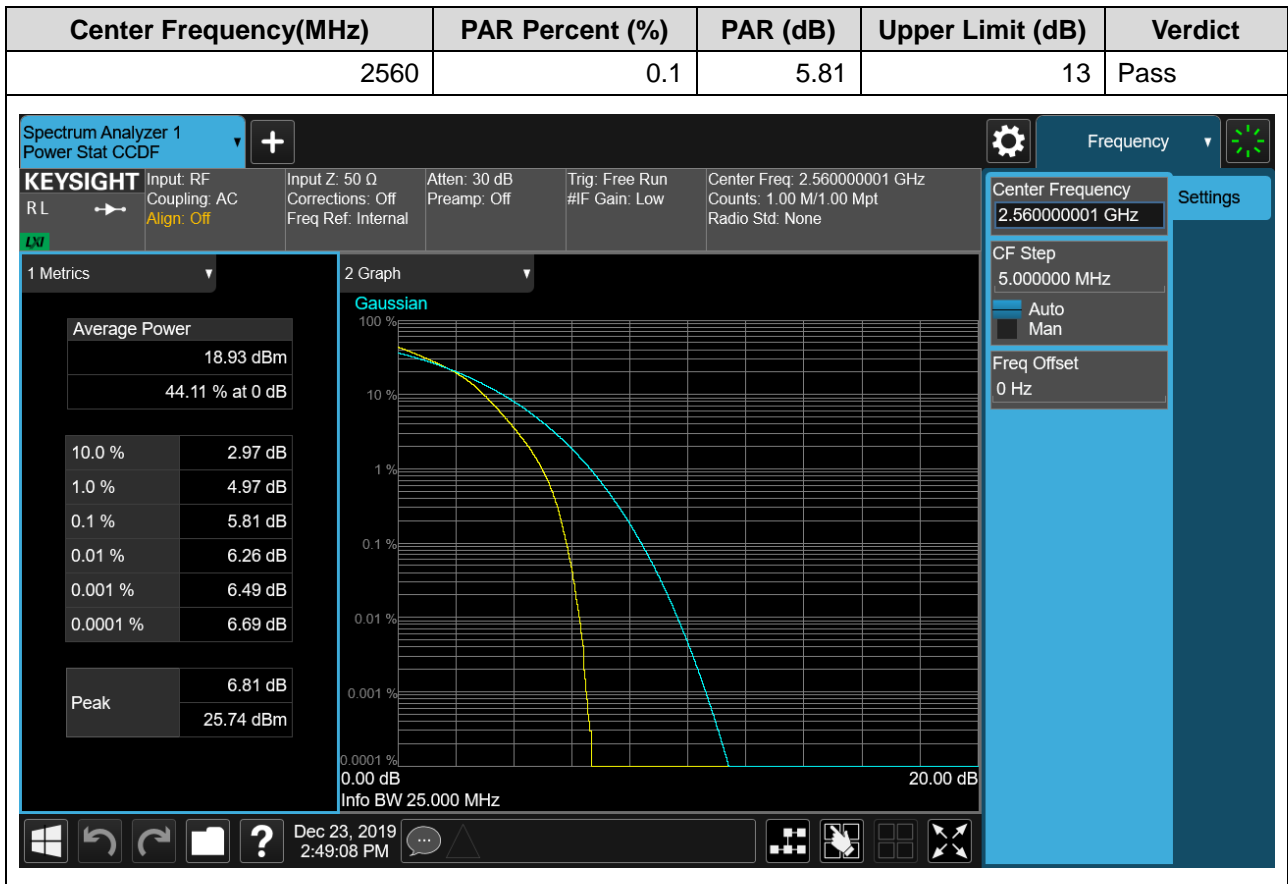 Center Frequency(MHz) PAR Percent (%) PAR (dB) Upper Limit (dB) Verdict
2560 0.1 5.81 13 Pass
Spectrum Analyzer 1
Power Stat CCDF
Frequency
KEYSIGHT
R L
LXI
Input: RF
Coupling: AC
Align: Off
Input Z: 50 Ω
Corrections: Off
Freq Ref: Internal
Atten: 30 dB
Preamp: Off
Trig: Free Run
#IF Gain: Low
Center Freq: 2.560000001 GHz
Counts: 1.00 M/1.00 Mpt
Radio Std: None
Center Frequency
2.560000001 GHz
Settings
CF Step
5.000000 MHz
Auto
Man
Freq Offset
0 Hz
1 Metrics
Average Power
18.93 dBm
44.11 % at 0 dB
10.0 % 2.97 dB
1.0 % 4.97 dB
0.1 % 5.81 dB
0.01 % 6.26 dB
0.001 % 6.49 dB
0.0001 % 6.69 dB
Peak
6.81 dB
25.74 dBm
2 Graph
Gaussian
100 %
10 %
1 %
0.1 %
0.01 %
0.001 %
0.0001 %
0.00 dB 20.00 dB
Info BW 25.000 MHz
?
Dec 23, 2019
2:49:08 PM